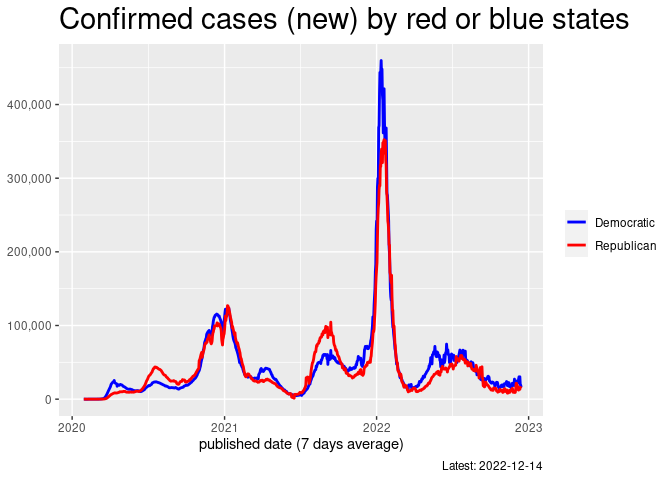 Confirmed cases (new) by red or blue states
400,000
300,000
200,000
100,000
0
2020 2021 2022 2023
published date (7 days average)
Democratic
Republican
Latest: 2022-12-14